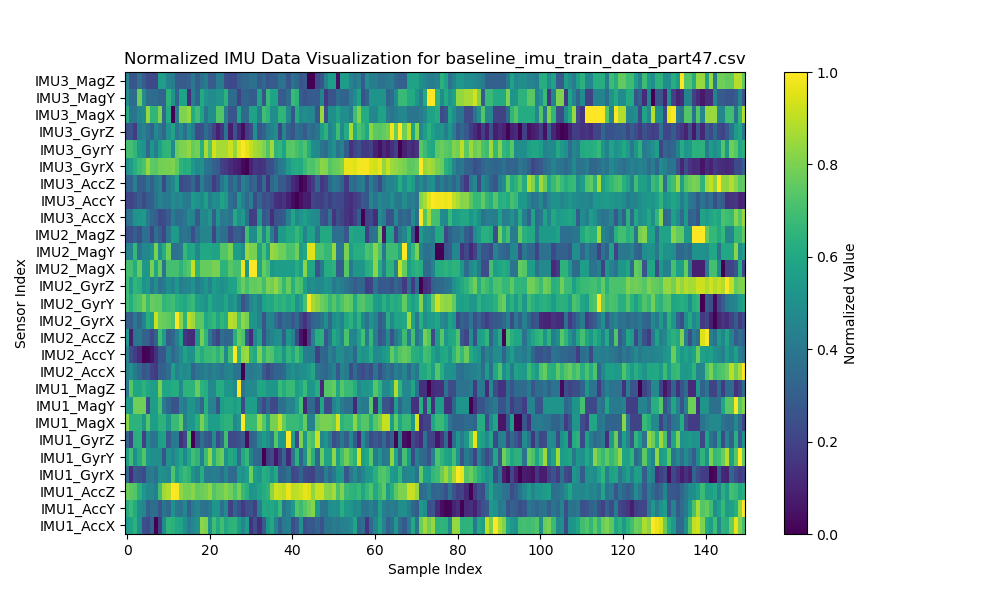 Normalized IMU Data Visualization for baseline_imu_train_data_part47.csv
IMU3_MagZ
IMU3_MagY
IMU3_MagX
IMU3_GyrZ
IMU3_GyrY
IMU3_GyrX
IMU3_AccZ
IMU3_AccY
IMU3_AccX
IMU2_MagZ
IMU2_MagY
IMU2_MagX
IMU2_GyrZ
IMU2_GyrY
IMU2_GyrX
IMU2_AccZ
IMU2_AccY
IMU2_AccX
IMU1_MagZ
IMU1_MagY
IMU1_MagX
IMU1_GyrZ
IMU1_GyrY
IMU1_GyrX
IMU1_AccZ
IMU1_AccY
IMU1_AccX
Sensor Index
0 20 40 60 80 100 120 140
Sample Index
1.0
0.8
0.6
0.4
0.2
0.0
Normalized Value